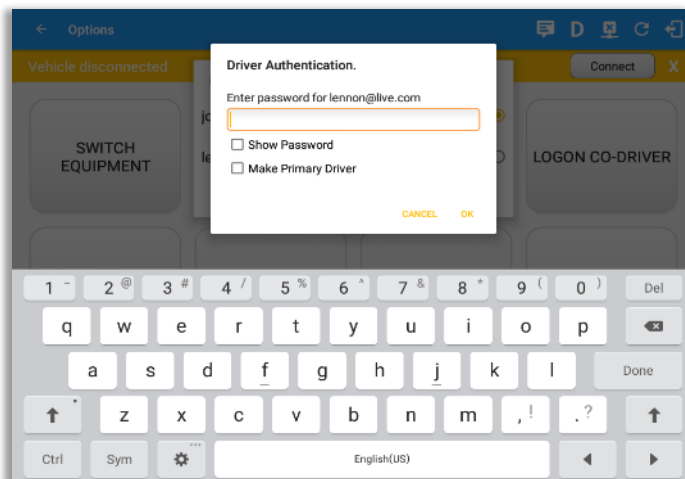 Options
D
Vehicle disconnected
Connect
X
Driver Authentication.
Enter password for lennon@live.com
Show Password
Make Primary Driver
CANCEL OK
jo
le
SWITCH
EQUIPMENT
LOGON CO-DRIVER
1 - 2 @ 3 # 4 / 5 % 6 ^ 7 & 8 * 9 ( 0 ) Del
q w e r t y u i o p
a s d f g h j k l Done
z x c v b n m , ! . ?
Ctrl Sym English(US)